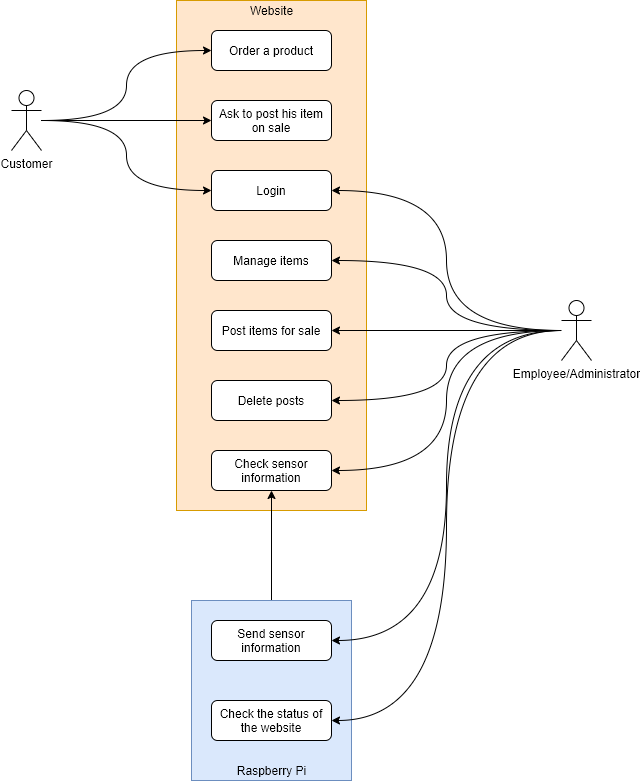 Website
Order a product
Ask to post his item
on sale
Customer
Login
Manage items
Post items for sale
Employee/Administrator
Delete posts
Check sensor
information
Send sensor
information
Check the status of
the website
Raspberry Pi